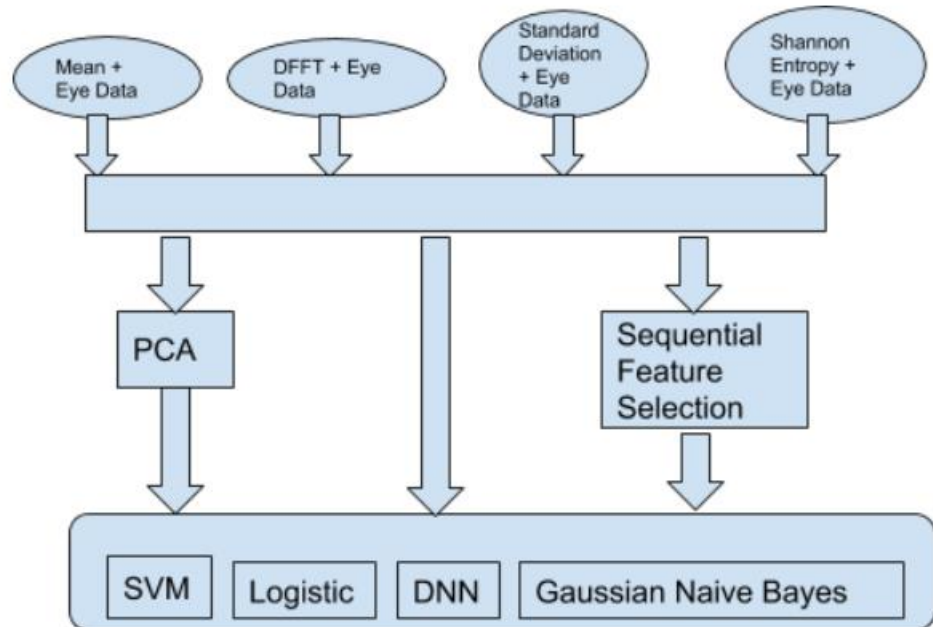 Mean +
Eye Data
DFFT + Eye
Data
Standard
Deviation
+ Eye
Data
Shannon
Entropy +
Eye Data
PCA
Sequential
Feature
Selection
SVM
Logistic
DNN
Gaussian Naive Bayes